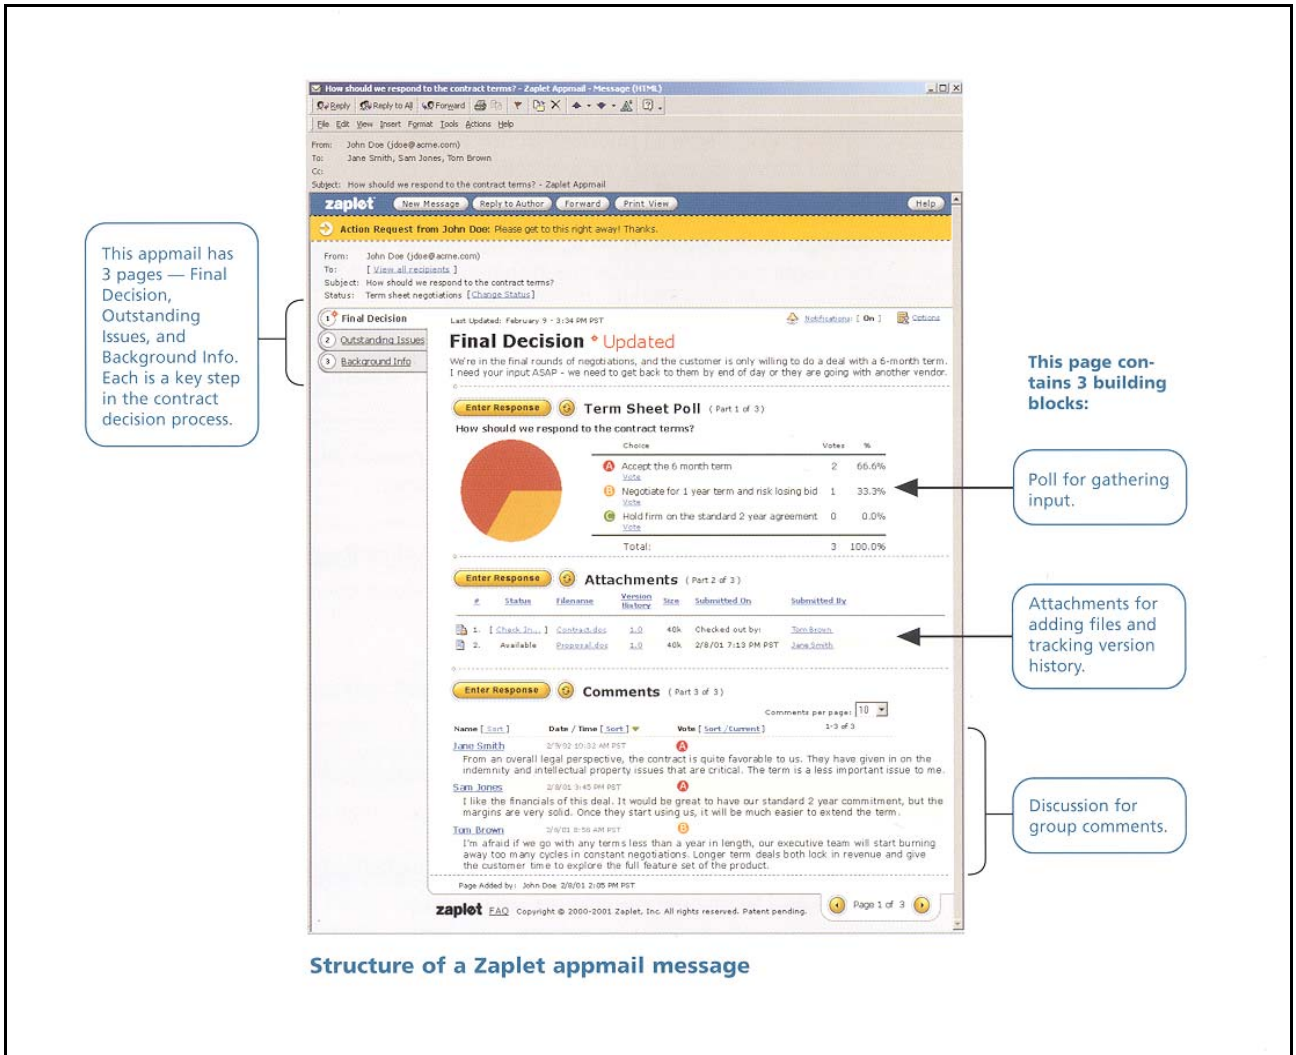 How should we respond to the contract terms? - Zaplet Appmail - Message (HTML)
Reply Reply to All Forward
File Edit View Insert Format Tools Actions Help
From: John Doe (jdoe@acme.com)
To: Jane Smith, Sam Jones, Tom Brown
Cc:
Subject: How should we respond to the contract terms? - Zaplet Appmail
zaplet New Message Reply to Author Forward Print View Help
Action Request from John Doe: Please get to this right away! Thanks.
From: John Doe (jdoe@acme.com)
To: [ View all recipients ]
Subject: How should we respond to the contract terms?
Status: Term sheet negotiations [Change Status]
This appmail has
3 pages — Final
Decision,
Outstanding
Issues, and
Background Info.
Each is a key step
in the contract
decision process.
1 Final Decision
2 Outstanding Issues
3 Background Info
Last Updated: February 9 - 3:34 PM PST
Notifications: [ On ] Options
Final Decision * Updated
We're in the final rounds of negotiations, and the customer is only willing to do a deal with a 6-month term.
I need your input ASAP - we need to get back to them by end of day or they are going with another vendor.
Enter Response Term Sheet Poll ( Part 1 of 3 )
How should we respond to the contract terms?
Choice Votes %
A Accept the 6 month term 2 66.6%
Vote
B Negotiate for 1 year term and risk losing bid 1 33.3%
Vote
C Hold firm on the standard 2 year agreement 0 0.0%
Vote
Total: 3 100.0%
Enter Response Attachments ( Part 2 of 3 )
# Status Filename Version History Size Submitted On Submitted By
1. [ Check In... ] Contract.doc 1.0 40k Checked out by: Tom Brown
2. Available Proposal.doc 1.0 40k 2/8/01 7:13 PM PST Jane Smith
Enter Response Comments ( Part 3 of 3 )
Comments per page: 10
Name [ Sort ] Date / Time [ Sort ] Vote [ Sort /Current ] 1-3 of 3
Jane Smith 2/9/02 10:32 AM PST A
From an overall legal perspective, the contract is quite favorable to us. They have given in on the
indemnity and intellectual property issues that are critical. The term is a less important issue to me.
Sam Jones 2/8/01 3:45 PM PST A
I like the financials of this deal. It would be great to have our standard 2 year commitment, but the
margins are very solid. Once they start using us, it will be much easier to extend the term.
Tom Brown 8:56 AM PST B
I'm afraid if we go with any terms less than a year in length, our executive team will start burning
away too many cycles in constant negotiations. Longer term deals both lock in revenue and give
the customer time to explore the full feature set of the product.
Page Added by: John Doe 2/8/01 2:05 PM PST
zaplet FAQ Copyright © 2000-2001 Zaplet, Inc. All rights reserved. Patent pending.
Page 1 of 3
This page con-
tains 3 building
blocks:
Poll for gathering
input.
Attachments for
adding files and
tracking version
history.
Discussion for
group comments.
Structure of a Zaplet appmail message